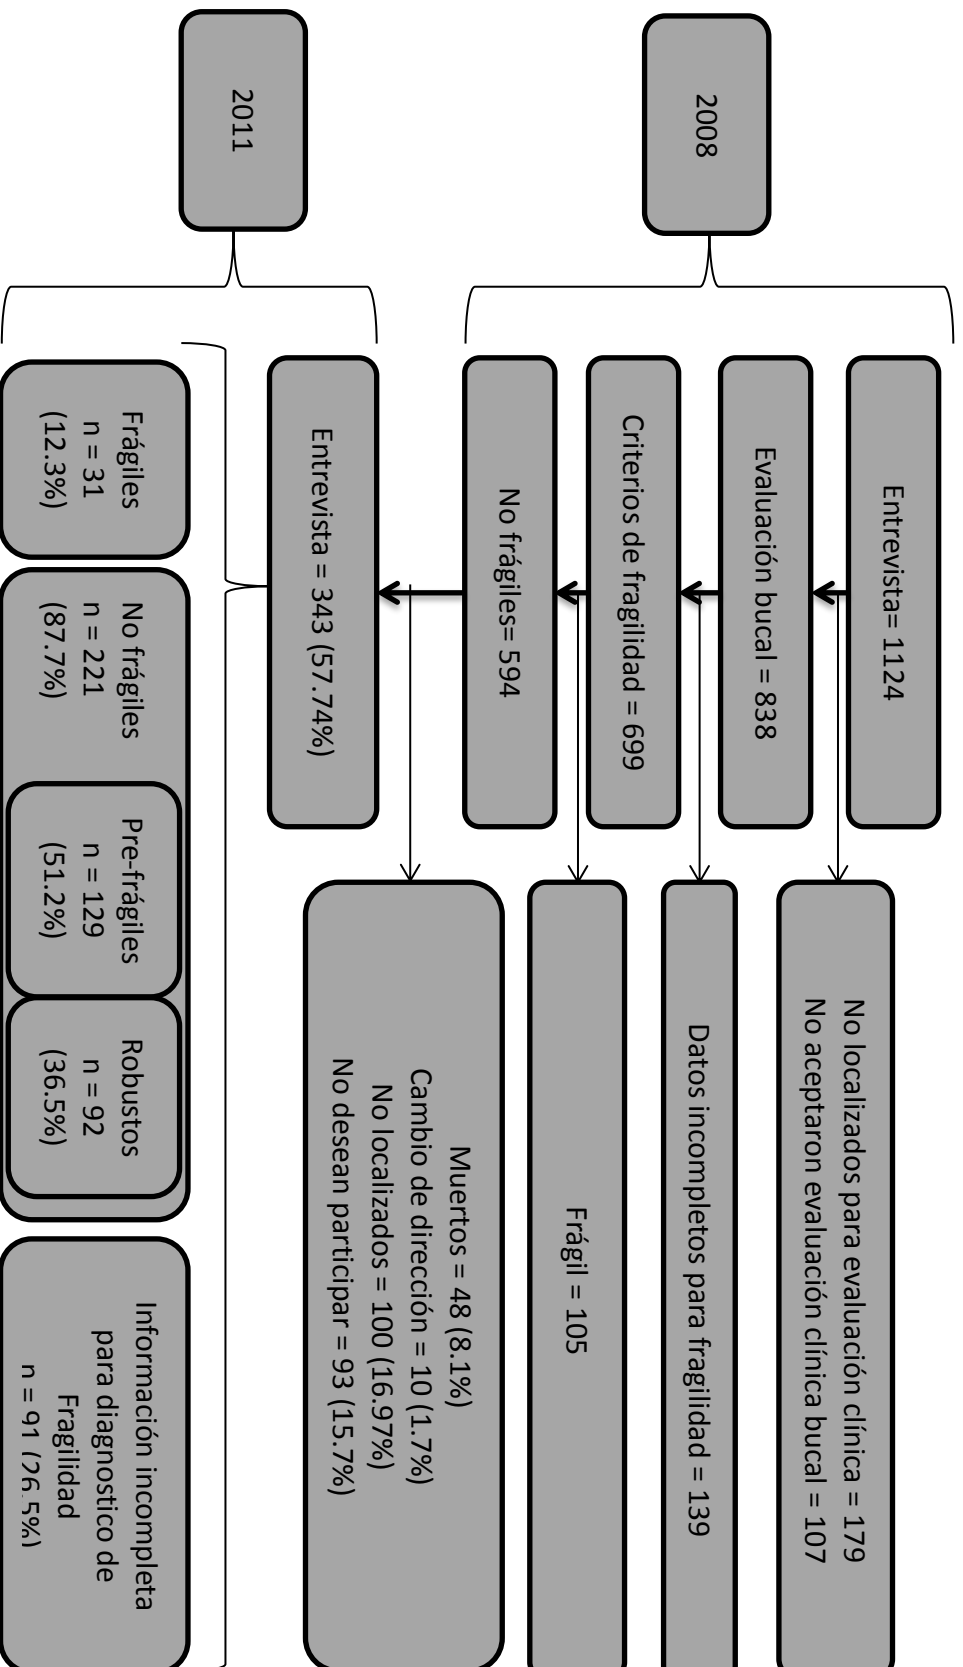 2008
Entrevista= 1124
No localizados para evaluación clínica = 179
No aceptaron evaluación clínica bucal = 107
Evaluación bucal = 838
Datos incompletos para fragilidad = 139
Criterios de fragilidad = 699
Frágil = 105
No frágiles= 594
Muertos = 48 (8.1%)
Cambio de dirección = 10 (1.7%)
No localizados = 100 (16.97%)
No desean participar = 93 (15.7%)
2011
Entrevista = 343 (57.74%)
Frágiles
n = 31
(12.3%)
No frágiles
n = 221
(87.7%)
Pre-frágiles
n = 129
(51.2%)
Robustos
n = 92
(36.5%)
Información incompleta
para diagnostico de
Fragilidad
n = 91 (26.5%)